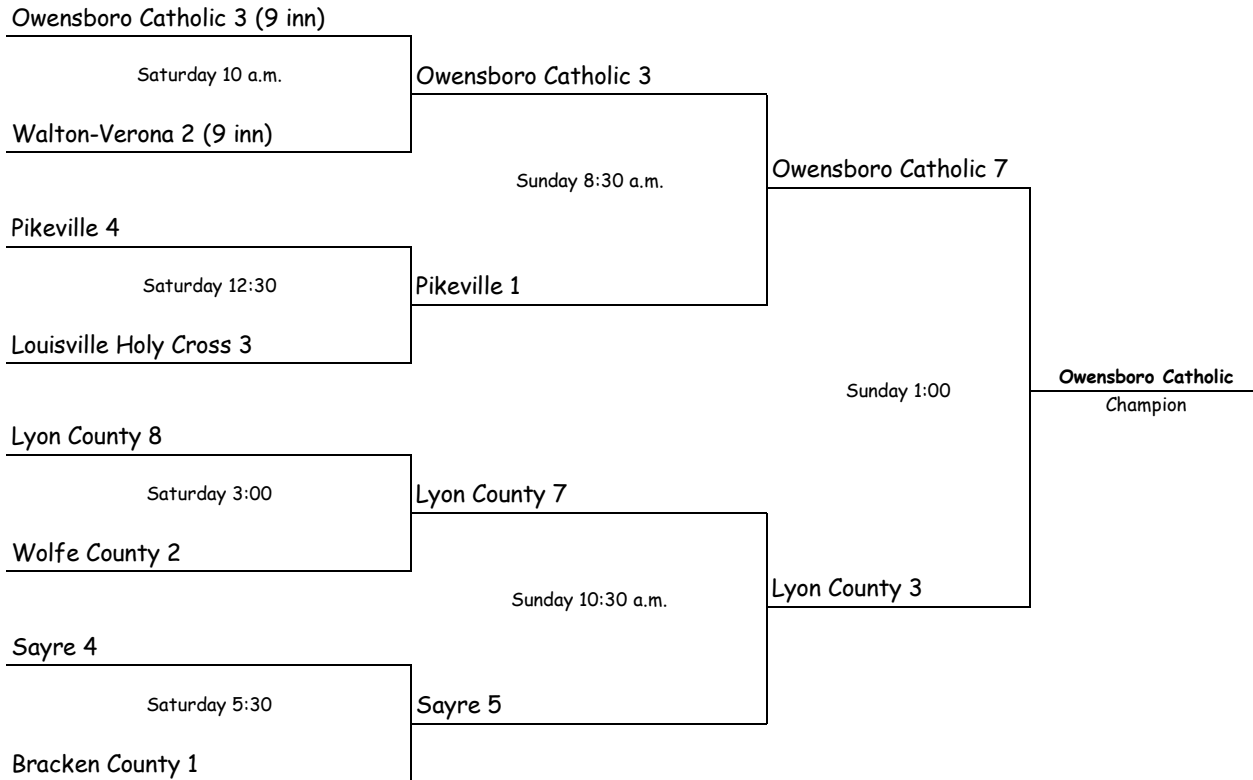 Owensboro Catholic 3 (9 inn)
Saturday 10 a.m.
Owensboro Catholic 3
Walton-Verona 2 (9 inn)
Sunday 8:30 a.m.
Owensboro Catholic 7
Pikeville 4
Saturday 12:30
Pikeville 1
Louisville Holy Cross 3
Sunday 1:00
Owensboro Catholic
Champion
Lyon County 8
Saturday 3:00
Lyon County 7
Wolfe County 2
Sunday 10:30 a.m.
Lyon County 3
Sayre 4
Saturday 5:30
Sayre 5
Bracken County 1